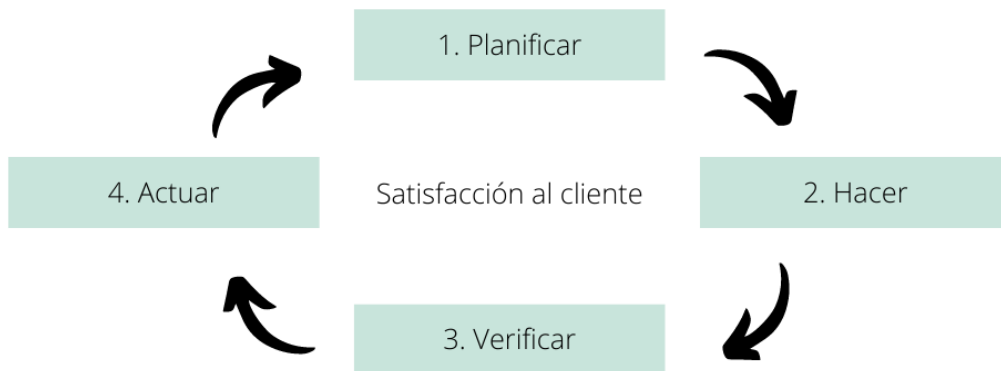 1. Planificar
4. Actuar
Satisfacción al cliente
2. Hacer
3. Verificar